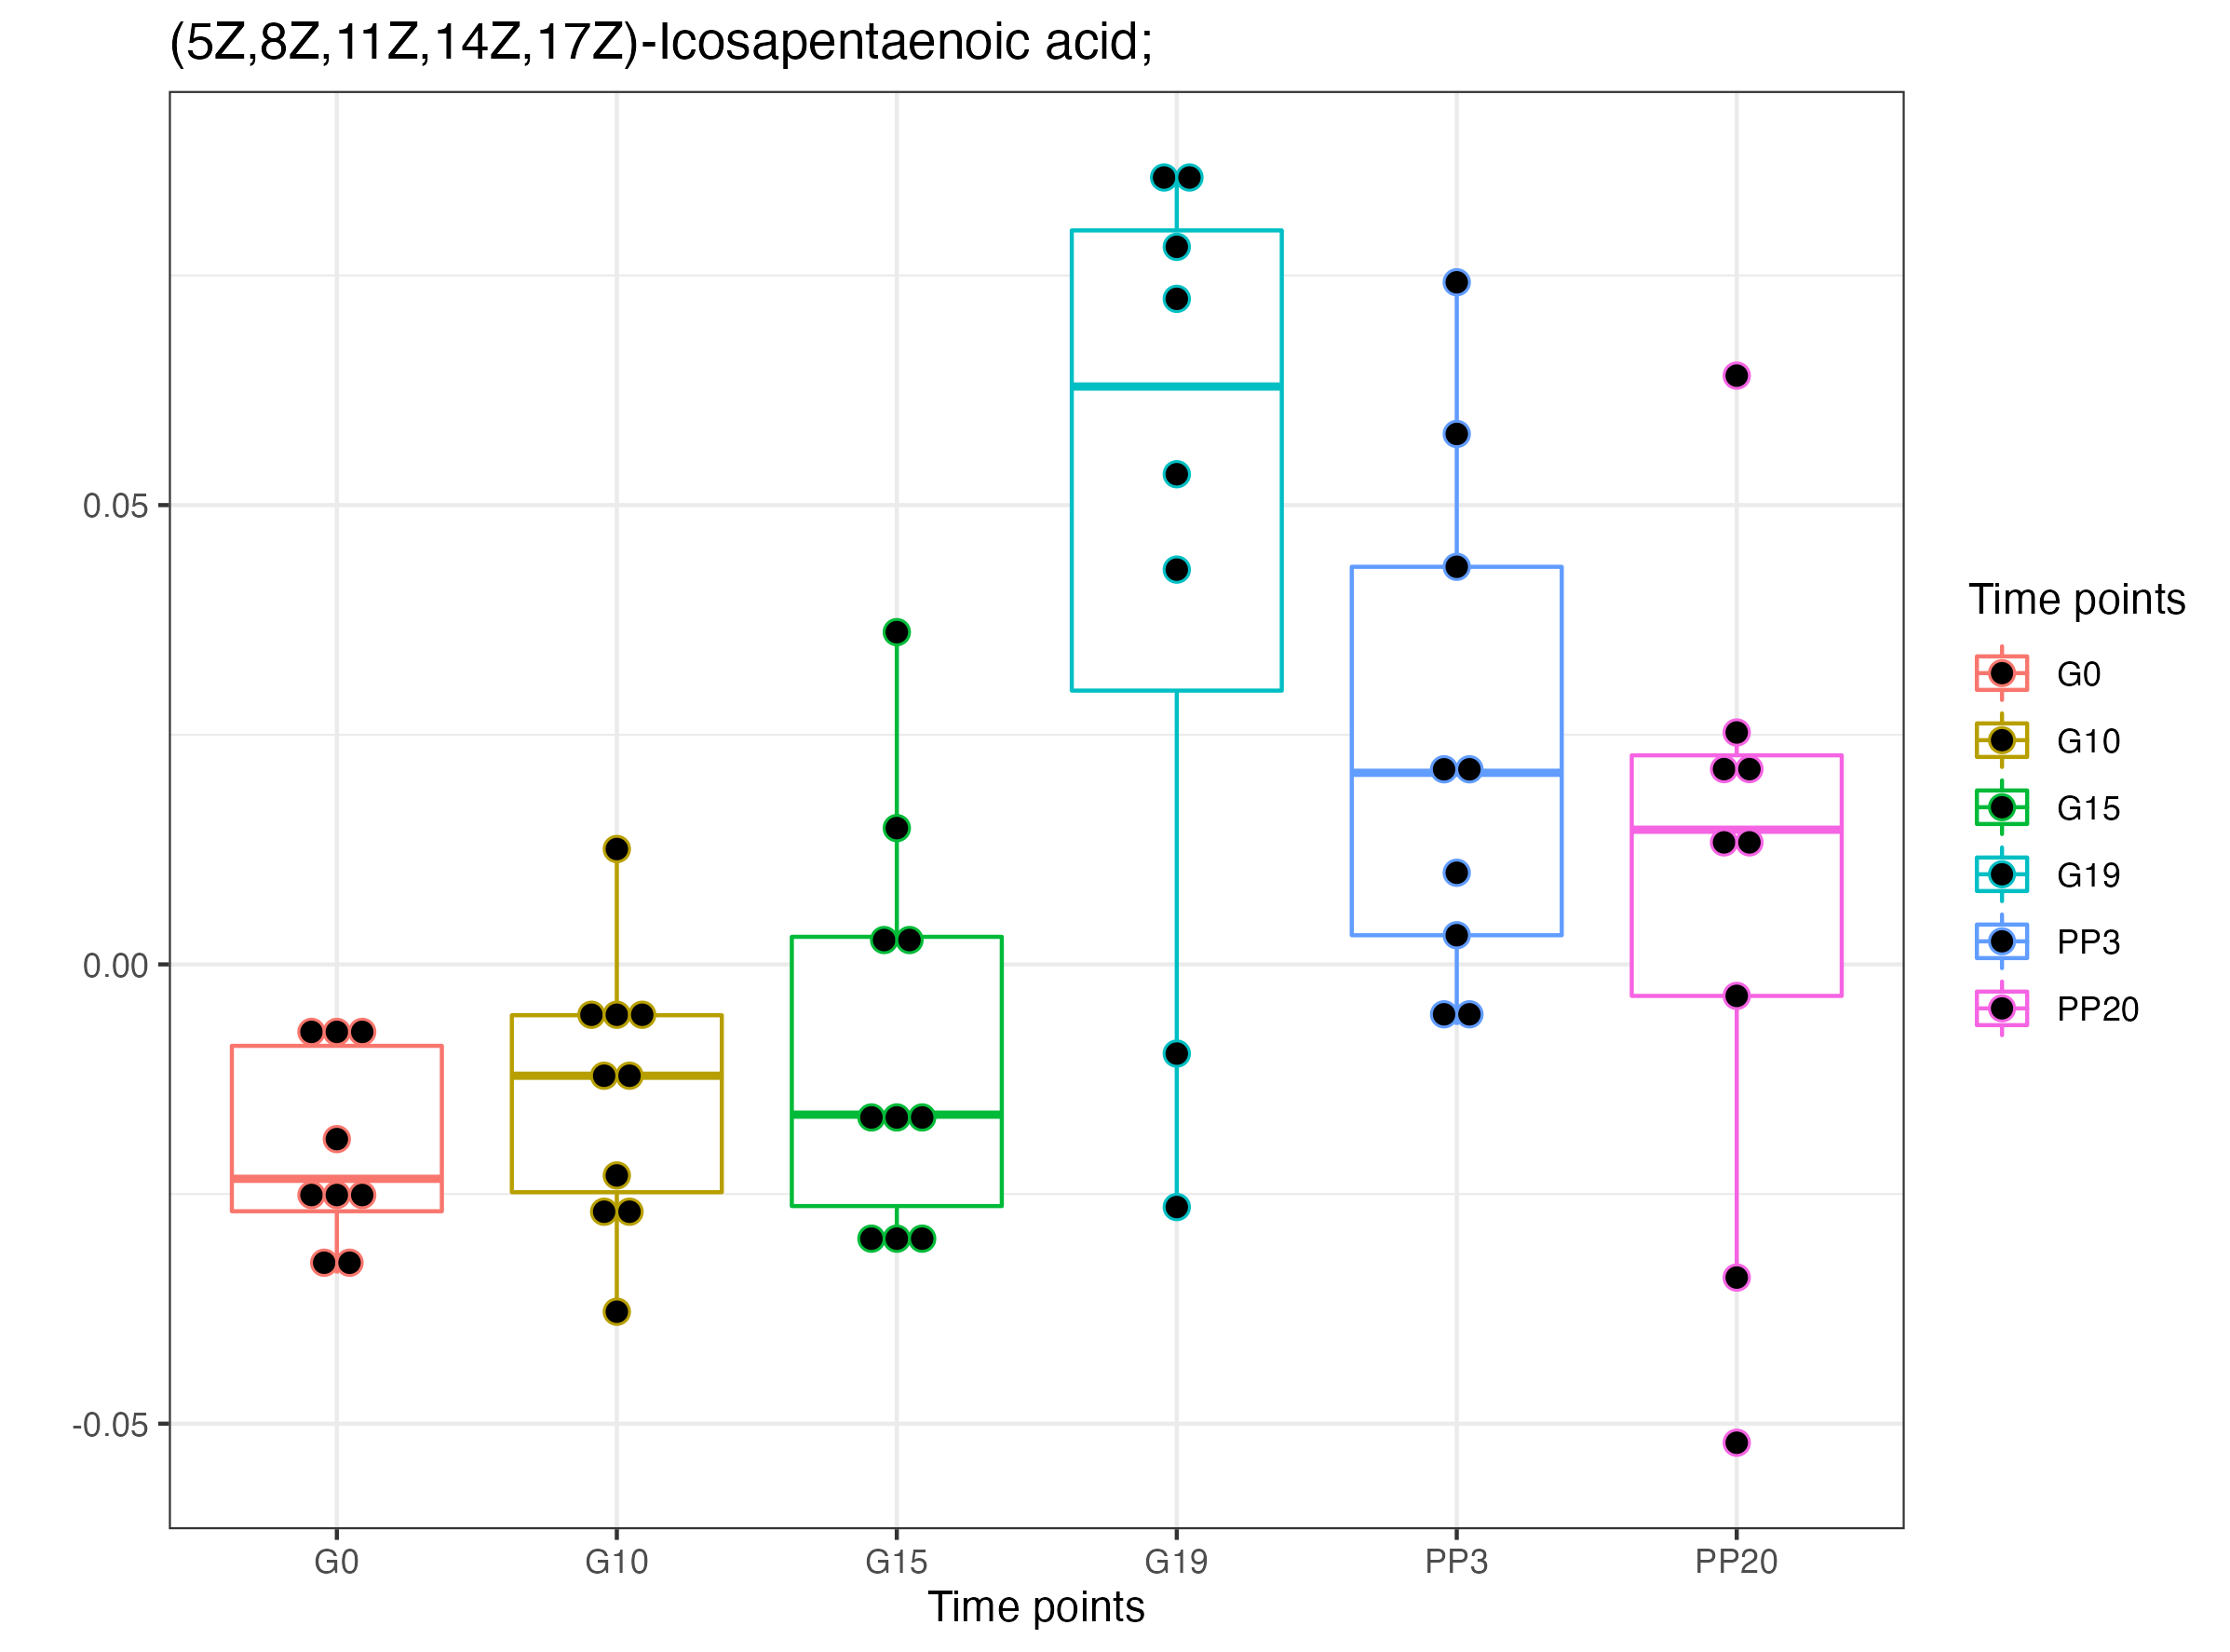 (5Z,8Z,11Z,14Z,17Z)-Icosapentaenoic acid;
0.05
0.00
-0.05
G0 G10 G15 G19 PP3 PP20
Time points
Time points
G0
G10
G15
G19
PP3
PP20